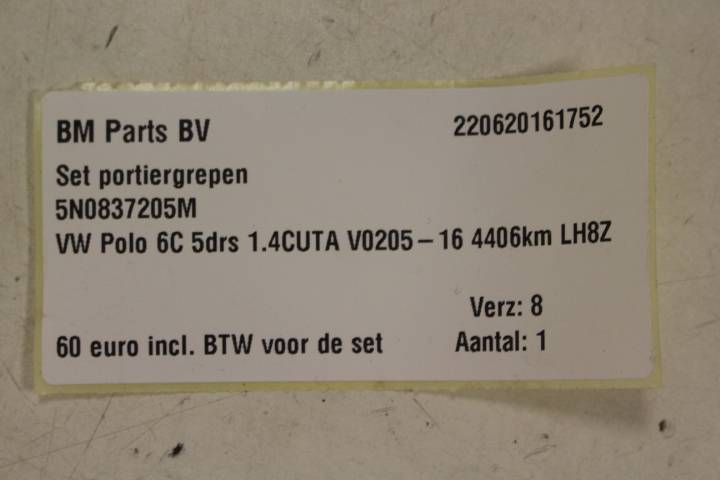 BM Parts BV 220620161752
Set portiergrepen
5N0837205M
VW Polo 6C 5drs 1.4CUTA V0205-16 4406km LH8Z
Verz: 8
60 euro incl. BTW voor de set Aantal: 1